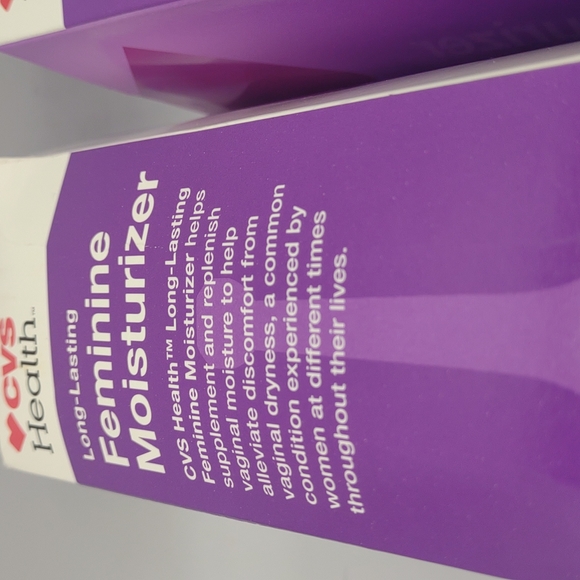 CVS
Health™
Long-Lasting
Feminine
Moisturizer
CVS Health™ Long-Lasting
Feminine Moisturizer helps
supplement and replenish
vaginal moisture to help
alleviate discomfort from
vaginal dryness, a common
condition experienced by
women at different times
throughout their lives.